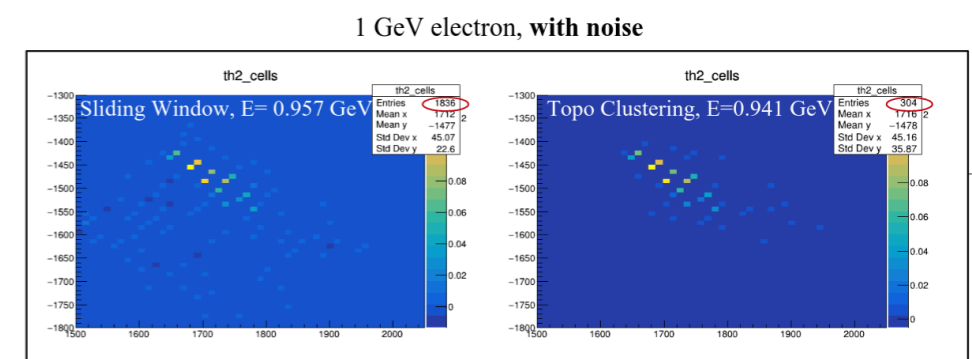 1 GeV electron, with noise
th2_cells
Sliding Window, E= 0.957 GeV
th2_cells
Entries 1836
Mean x 1712
Mean y −1477
Std Dev x 45.07
Std Dev y 22.6
2
−1300
−1350
−1400
−1450
−1500
−1550
−1600
−1650
−1700
−1750
−1800
1500
1600
1700
1800
1900
2000
0.08
0.06
0.04
0.02
0
th2_cells
Topo Clustering, E=0.941 GeV
th2_cells
Entries 304
Mean x 1716
Mean y −1478
Std Dev x 45.16
Std Dev y 35.87
2
−1300
−1350
−1400
−1450
−1500
−1550
−1600
−1650
−1700
−1750
−1800
1500
1600
1700
1800
1900
2000
0.08
0.06
0.04
0.02
0